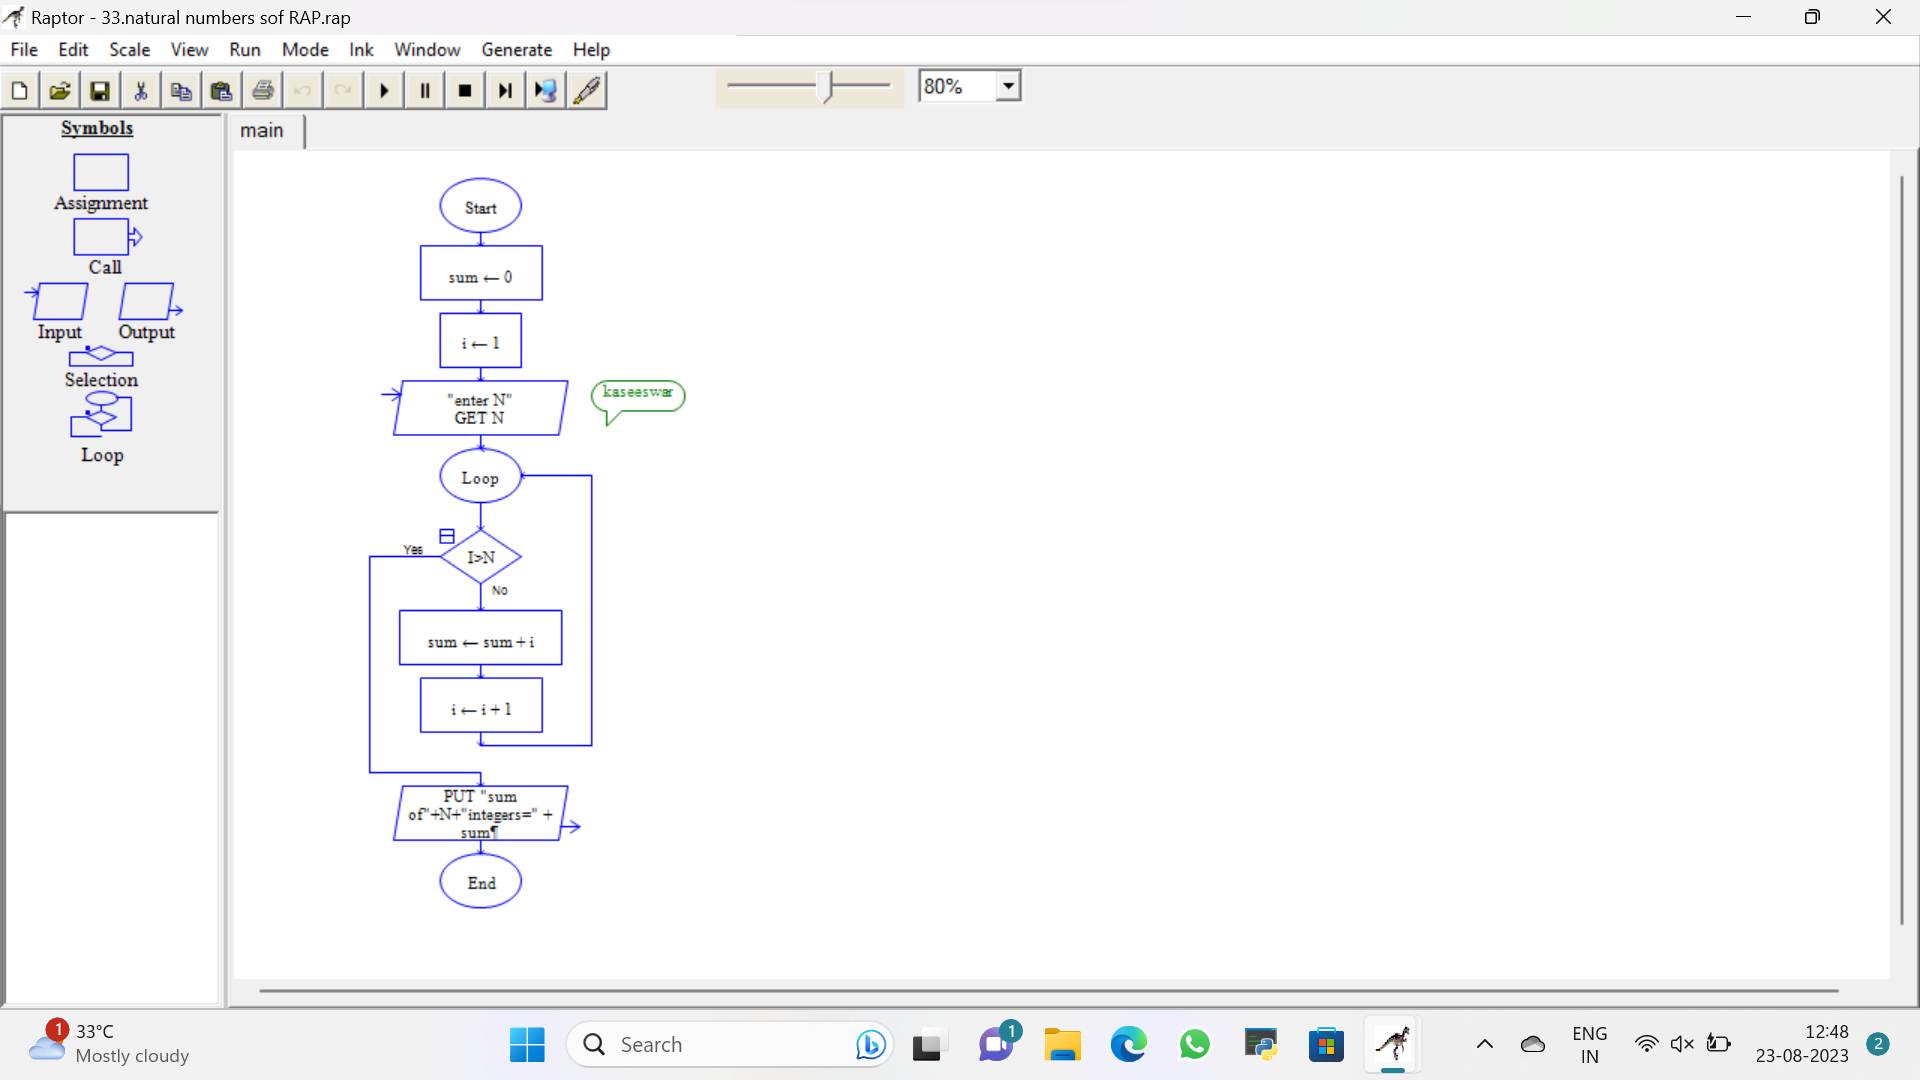 Raptor - 33.natural numbers sof RAP.rap
File Edit Scale View Run Mode Ink Window Generate Help
80%
Symbols
Assignment
Call
Input Output
Selection
Loop
main
Start
sum ← 0
i ← 1
"enter N"
GET N
kaseeswar
Loop
Yes
I>N
No
sum ← sum + i
i ← i + 1
PUT "sum
of"+N+"integers=" +
sum¶
End
1
33°C
Mostly cloudy
Search
1
ENG
IN
12:48
23-08-2023
2